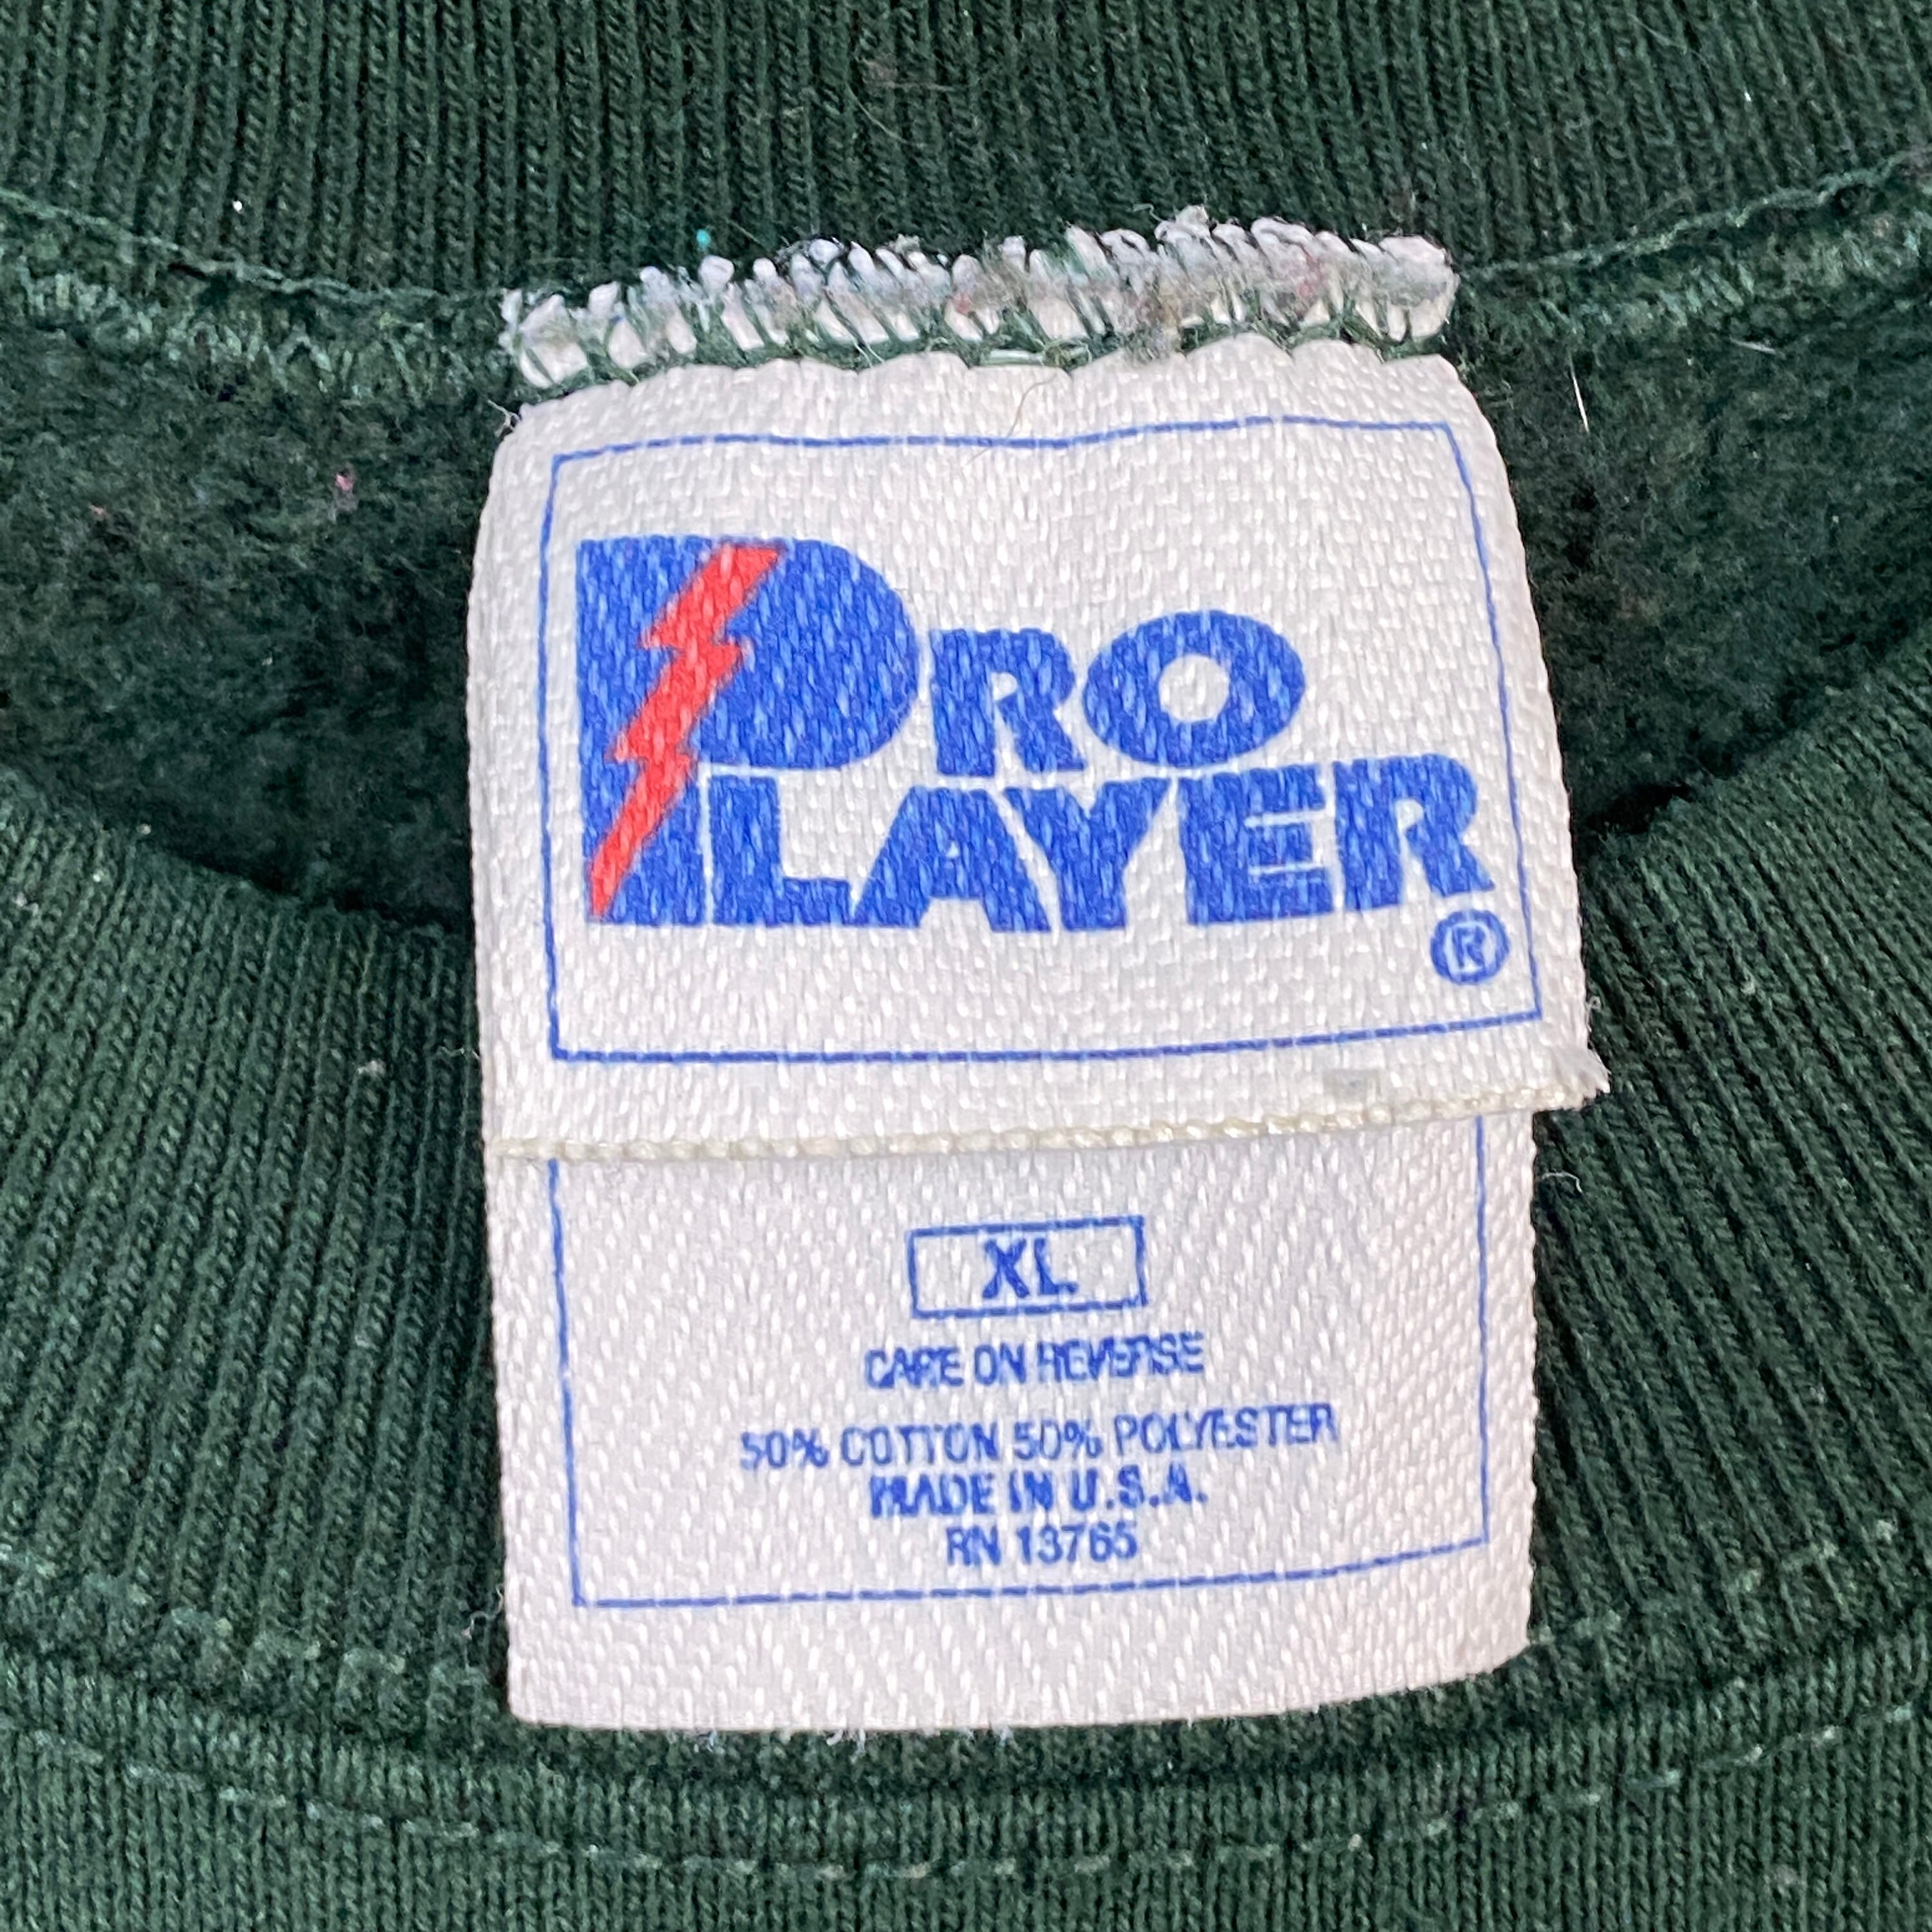 PRO
PLAYER
®
XL
CARE ON REVERSE
50% COTTON 50% POLYESTER
MADE IN U.S.A.
RN 13765